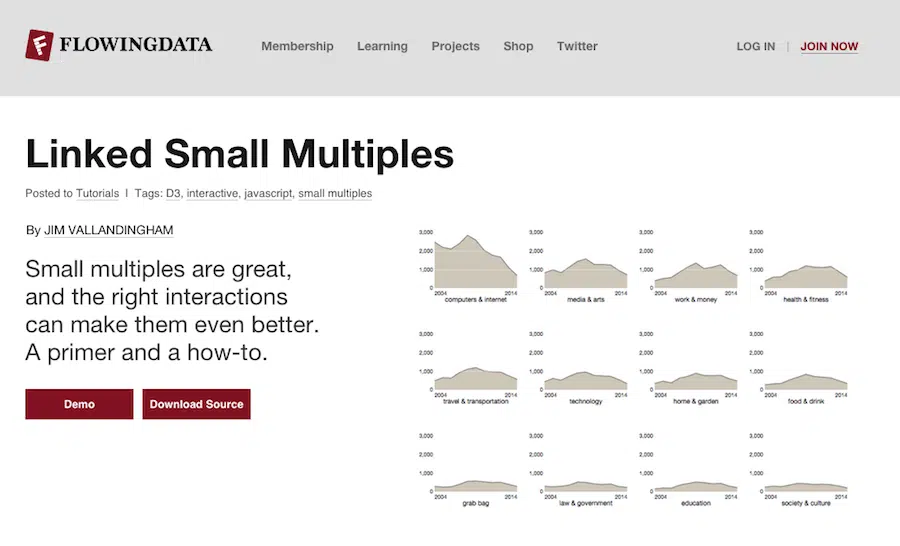 FLOWINGDATA
Membership Learning Projects Shop Twitter
LOG IN | JOIN NOW
Linked Small Multiples
Posted to Tutorials | Tags: D3, interactive, javascript, small multiples
By JIM VALLANDINGHAM
Small multiples are great,
and the right interactions
can make them even better.
A primer and a how-to.
Demo
Download Source
3,000 3,000 3,000 3,000
2,000 2,000 2,000 2,000
1,000 1,000 1,000 1,000
0 0 0 0
2004 2014 2004 2014 2004 2014 2004 2014
computers & internet media & arts work & money health & fitness
3,000 3,000 3,000 3,000
2,000 2,000 2,000 2,000
1,000 1,000 1,000 1,000
0 0 0 0
2004 2014 2004 2014 2004 2014 2004 2014
travel & transportation technology home & garden food & drink
3,000 3,000 3,000 3,000
2,000 2,000 2,000 2,000
1,000 1,000 1,000 1,000
0 0 0 0
2004 2014 2004 2014 2004 2014 2004 2014
grab bag law & government education society & culture